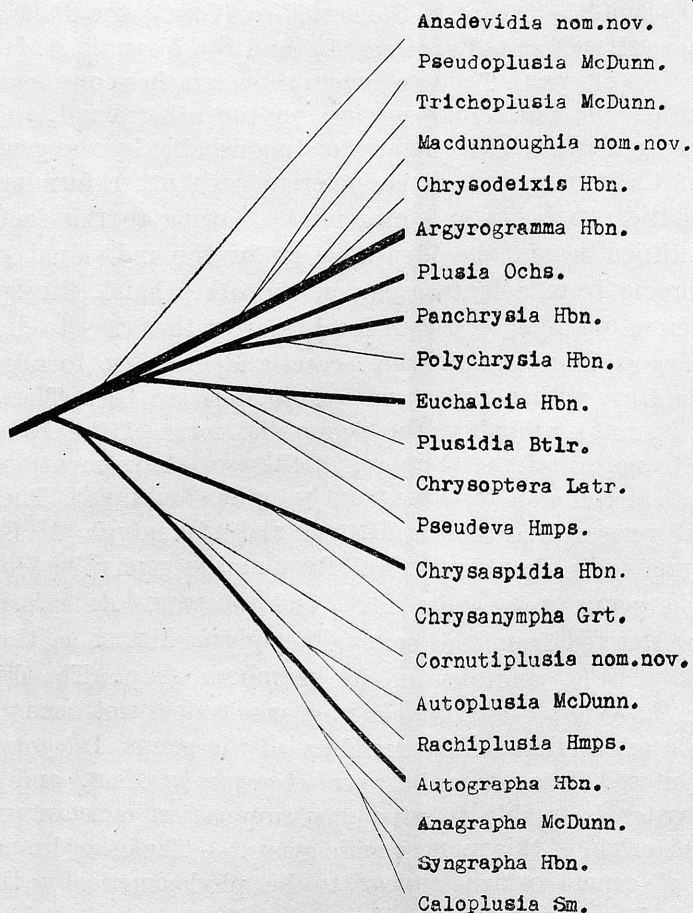 Anadevidia nom.nov.
Pseudoplusia McDunn.
Trichoplusia McDunn.
Macdunnoughia nom.nov.
Chrysodeixis Hbn.
Argyrogramma Hbn.
Plusia Ochs.
Panchrysia Hbn.
Polychrysia Hbn.
Euchalcia Hbn.
Plusidia Btlr.
Chrysoptera Latr.
Pseudeva Hmps.
Chrysaspidia Hbn.
Chrysanympha Grt.
Cornutiplusia nom.nov.
Autoplusia McDunn.
Rachiplusia Hmps.
Autographa Hbn.
Anagrapha McDunn.
Syngrapha Hbn.
Caloplusia Sm.